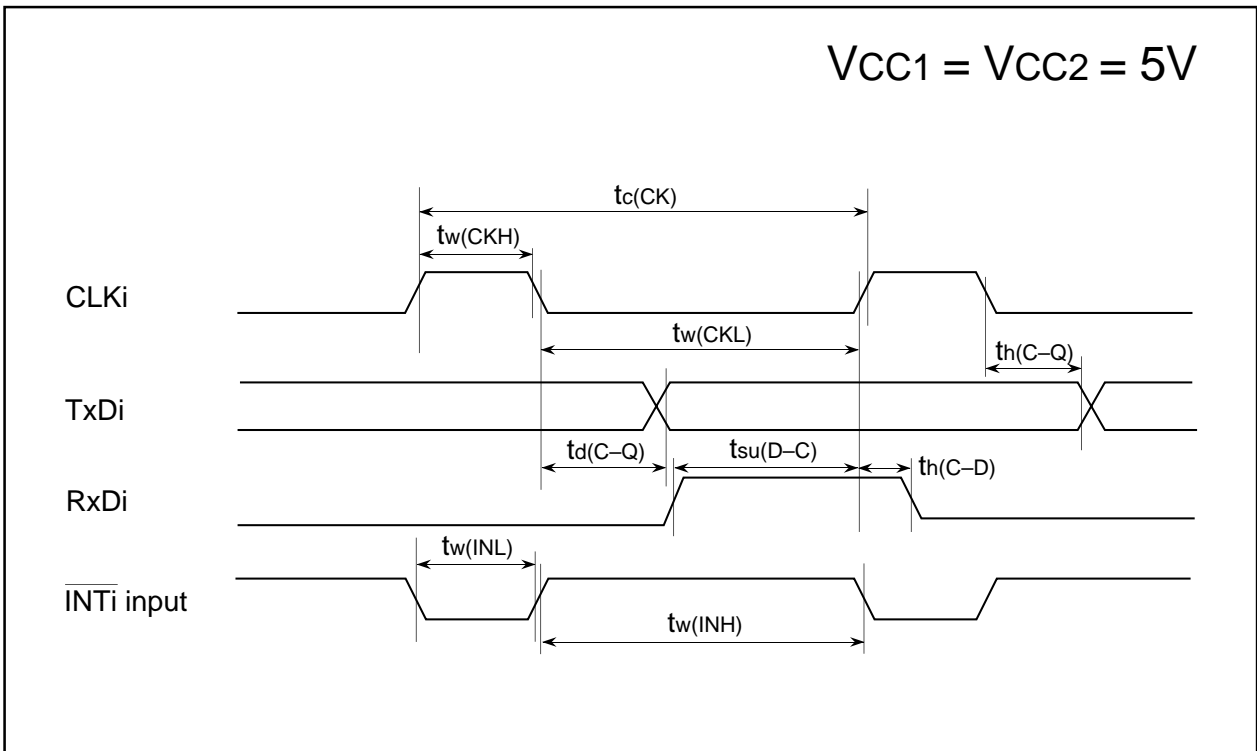 VCC1 = VCC2 = 5V
tc(CK)
tw(CKH)
CLKi
tw(CKL)
th(C–Q)
TxDi
td(C–Q)
tsu(D–C)
th(C–D)
RxDi
tw(INL)
INTi input
tw(INH)